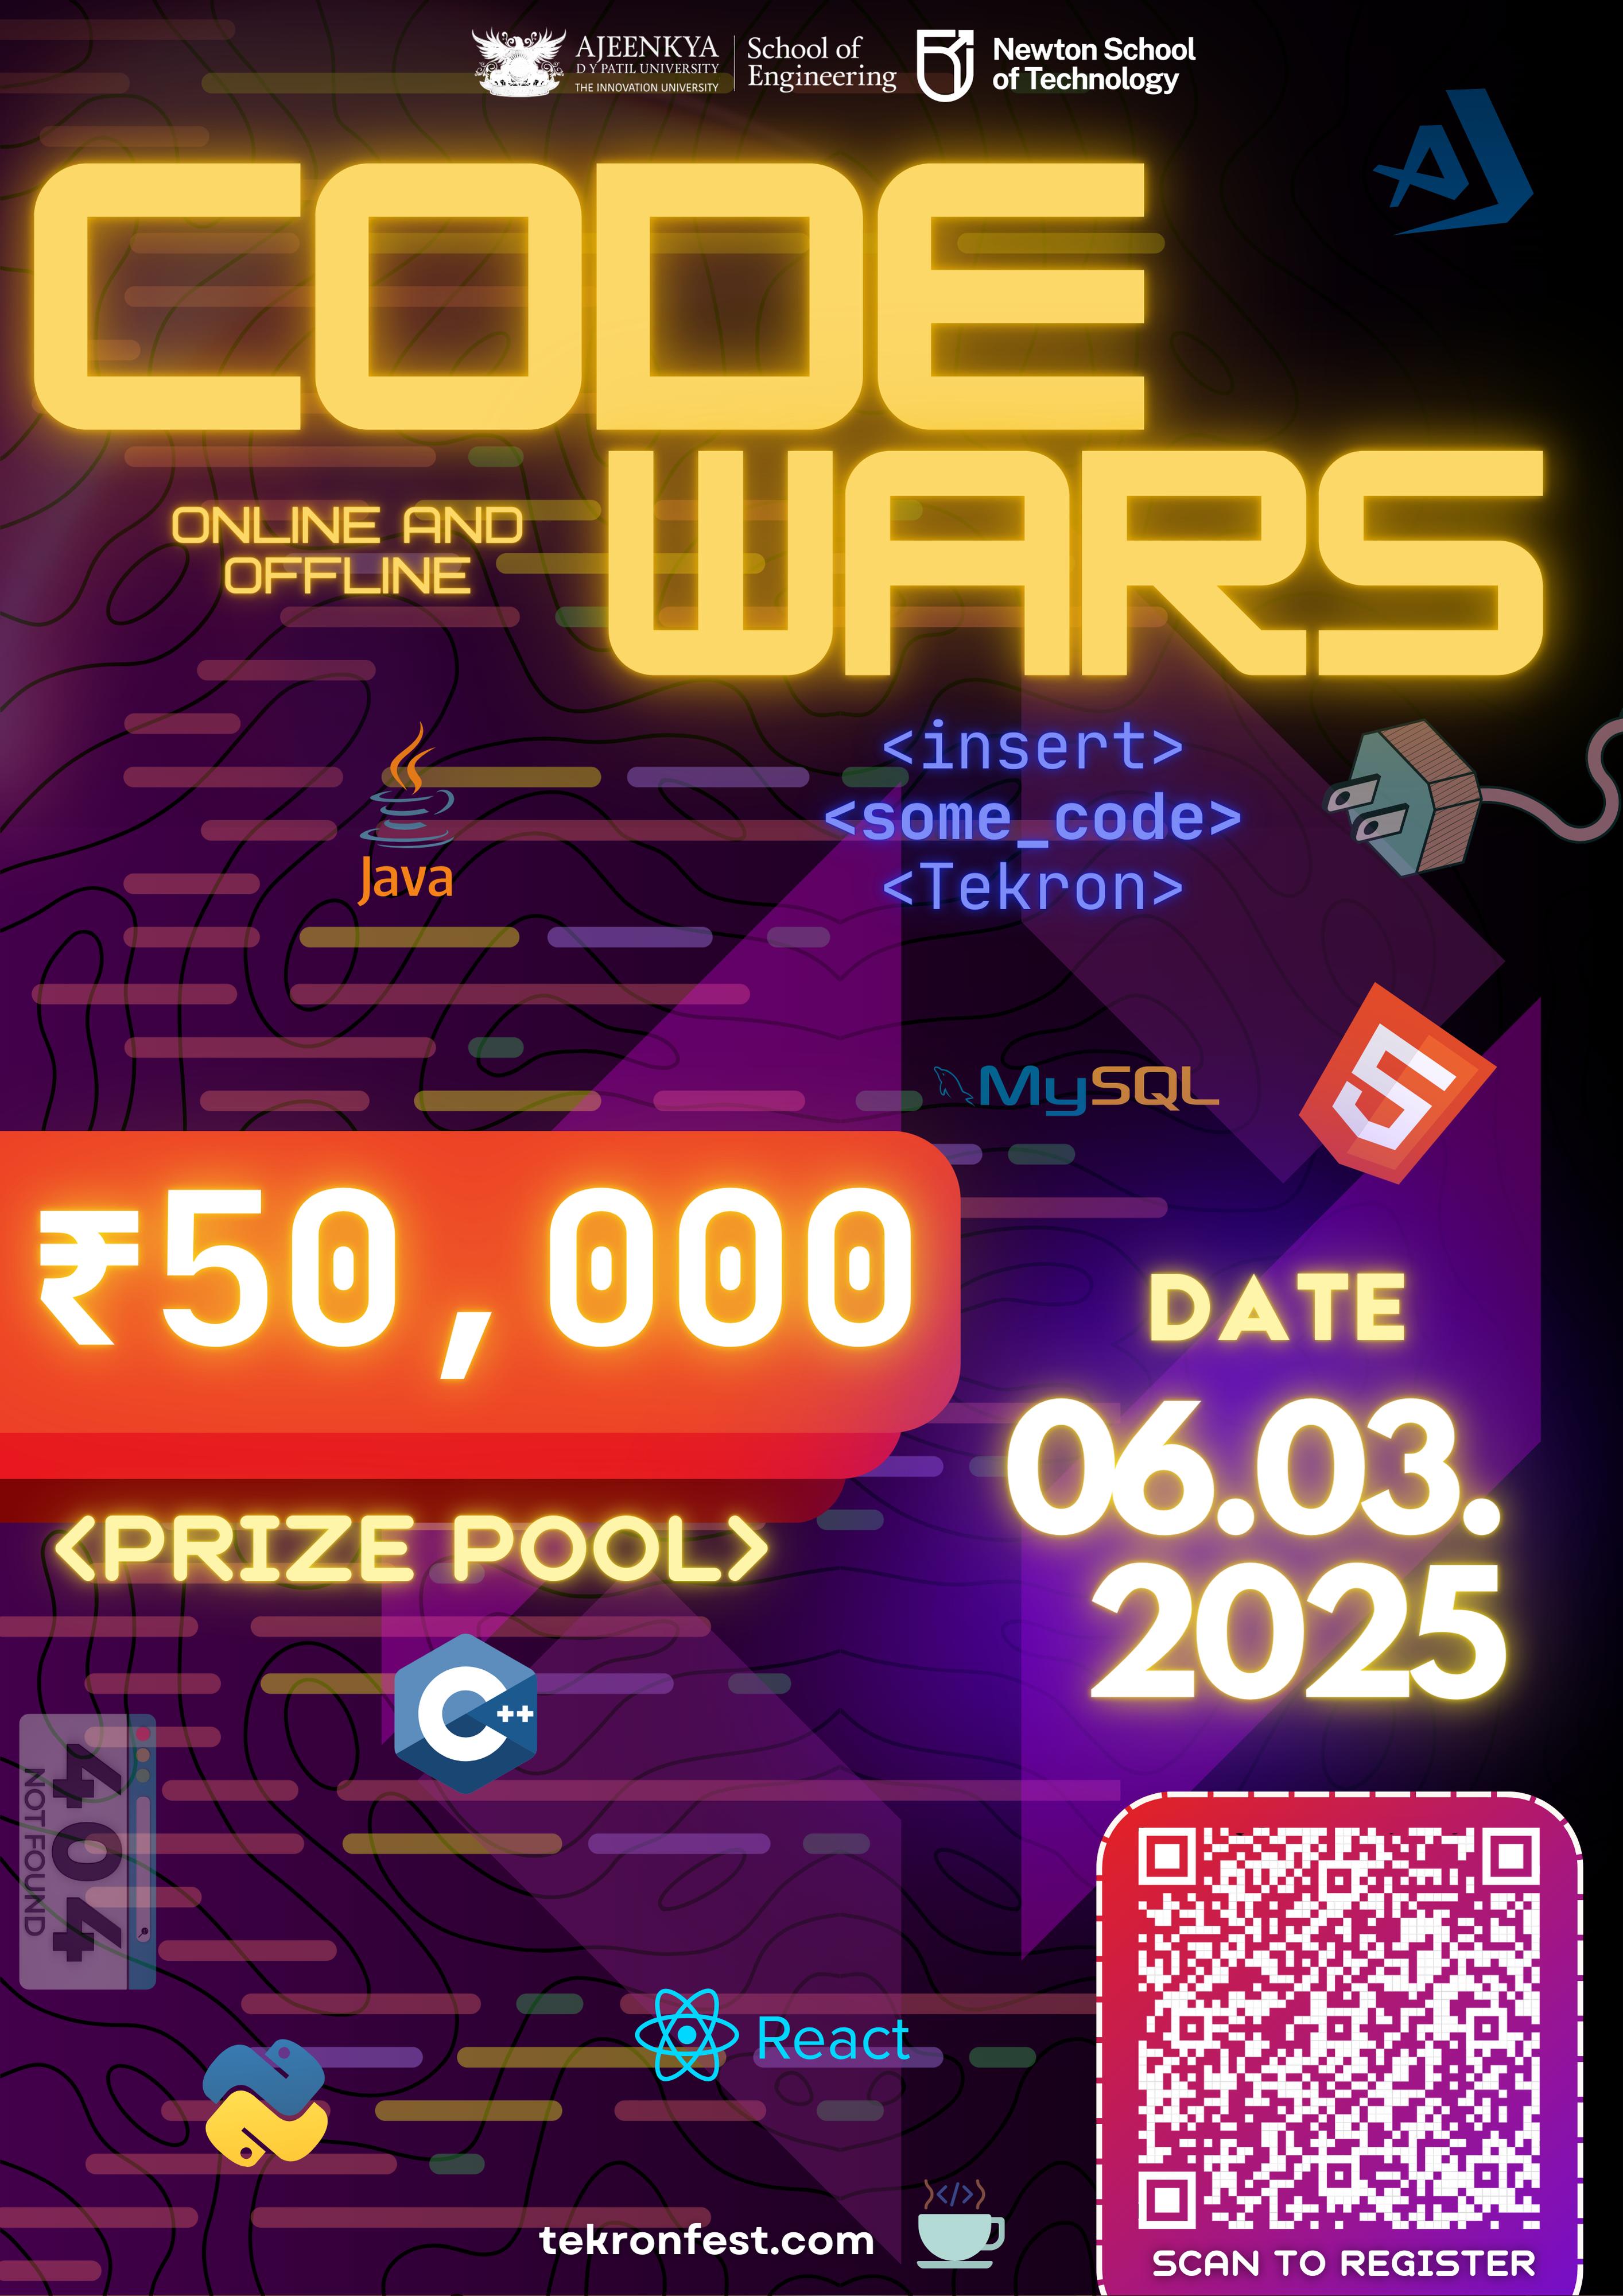 AJEENKYA
D Y PATIL UNIVERSITY
THE INNOVATION UNIVERSITY
School of
Engineering
Newton School
of Technology
CODE
WARS
ONLINE AND
OFFLINE
Java
<insert>
<some_code>
<Tekron>
MySQL
5
₹50,000
<PRIZE POOL>
DATE
06.03.
2025
C++
404
NOT FOUND
React
</>
tekronfest.com
SCAN TO REGISTER